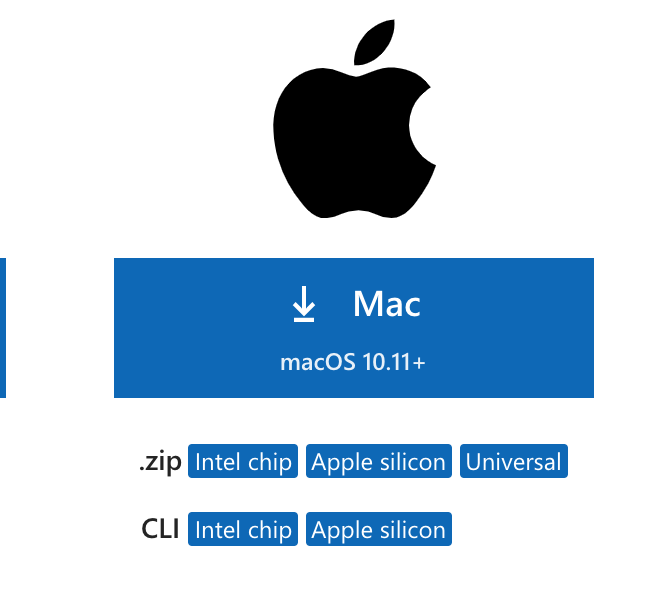 Mac
macOS 10.11+
.zip Intel chip Apple silicon Universal
CLI Intel chip Apple silicon